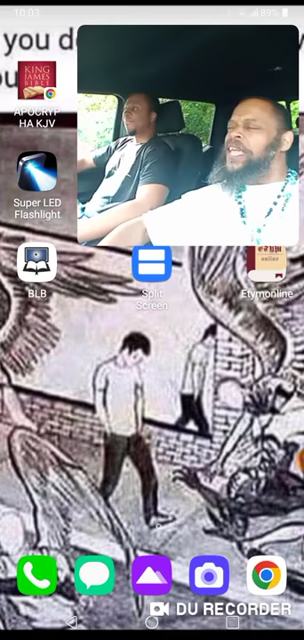 10:03
89%
you d
ou
KING
JAMES
BIBLE
APOCRYP
HA KJV
Super LED
Flashlight
BLB
Split
Screen
Etymonline
DU RECORDER